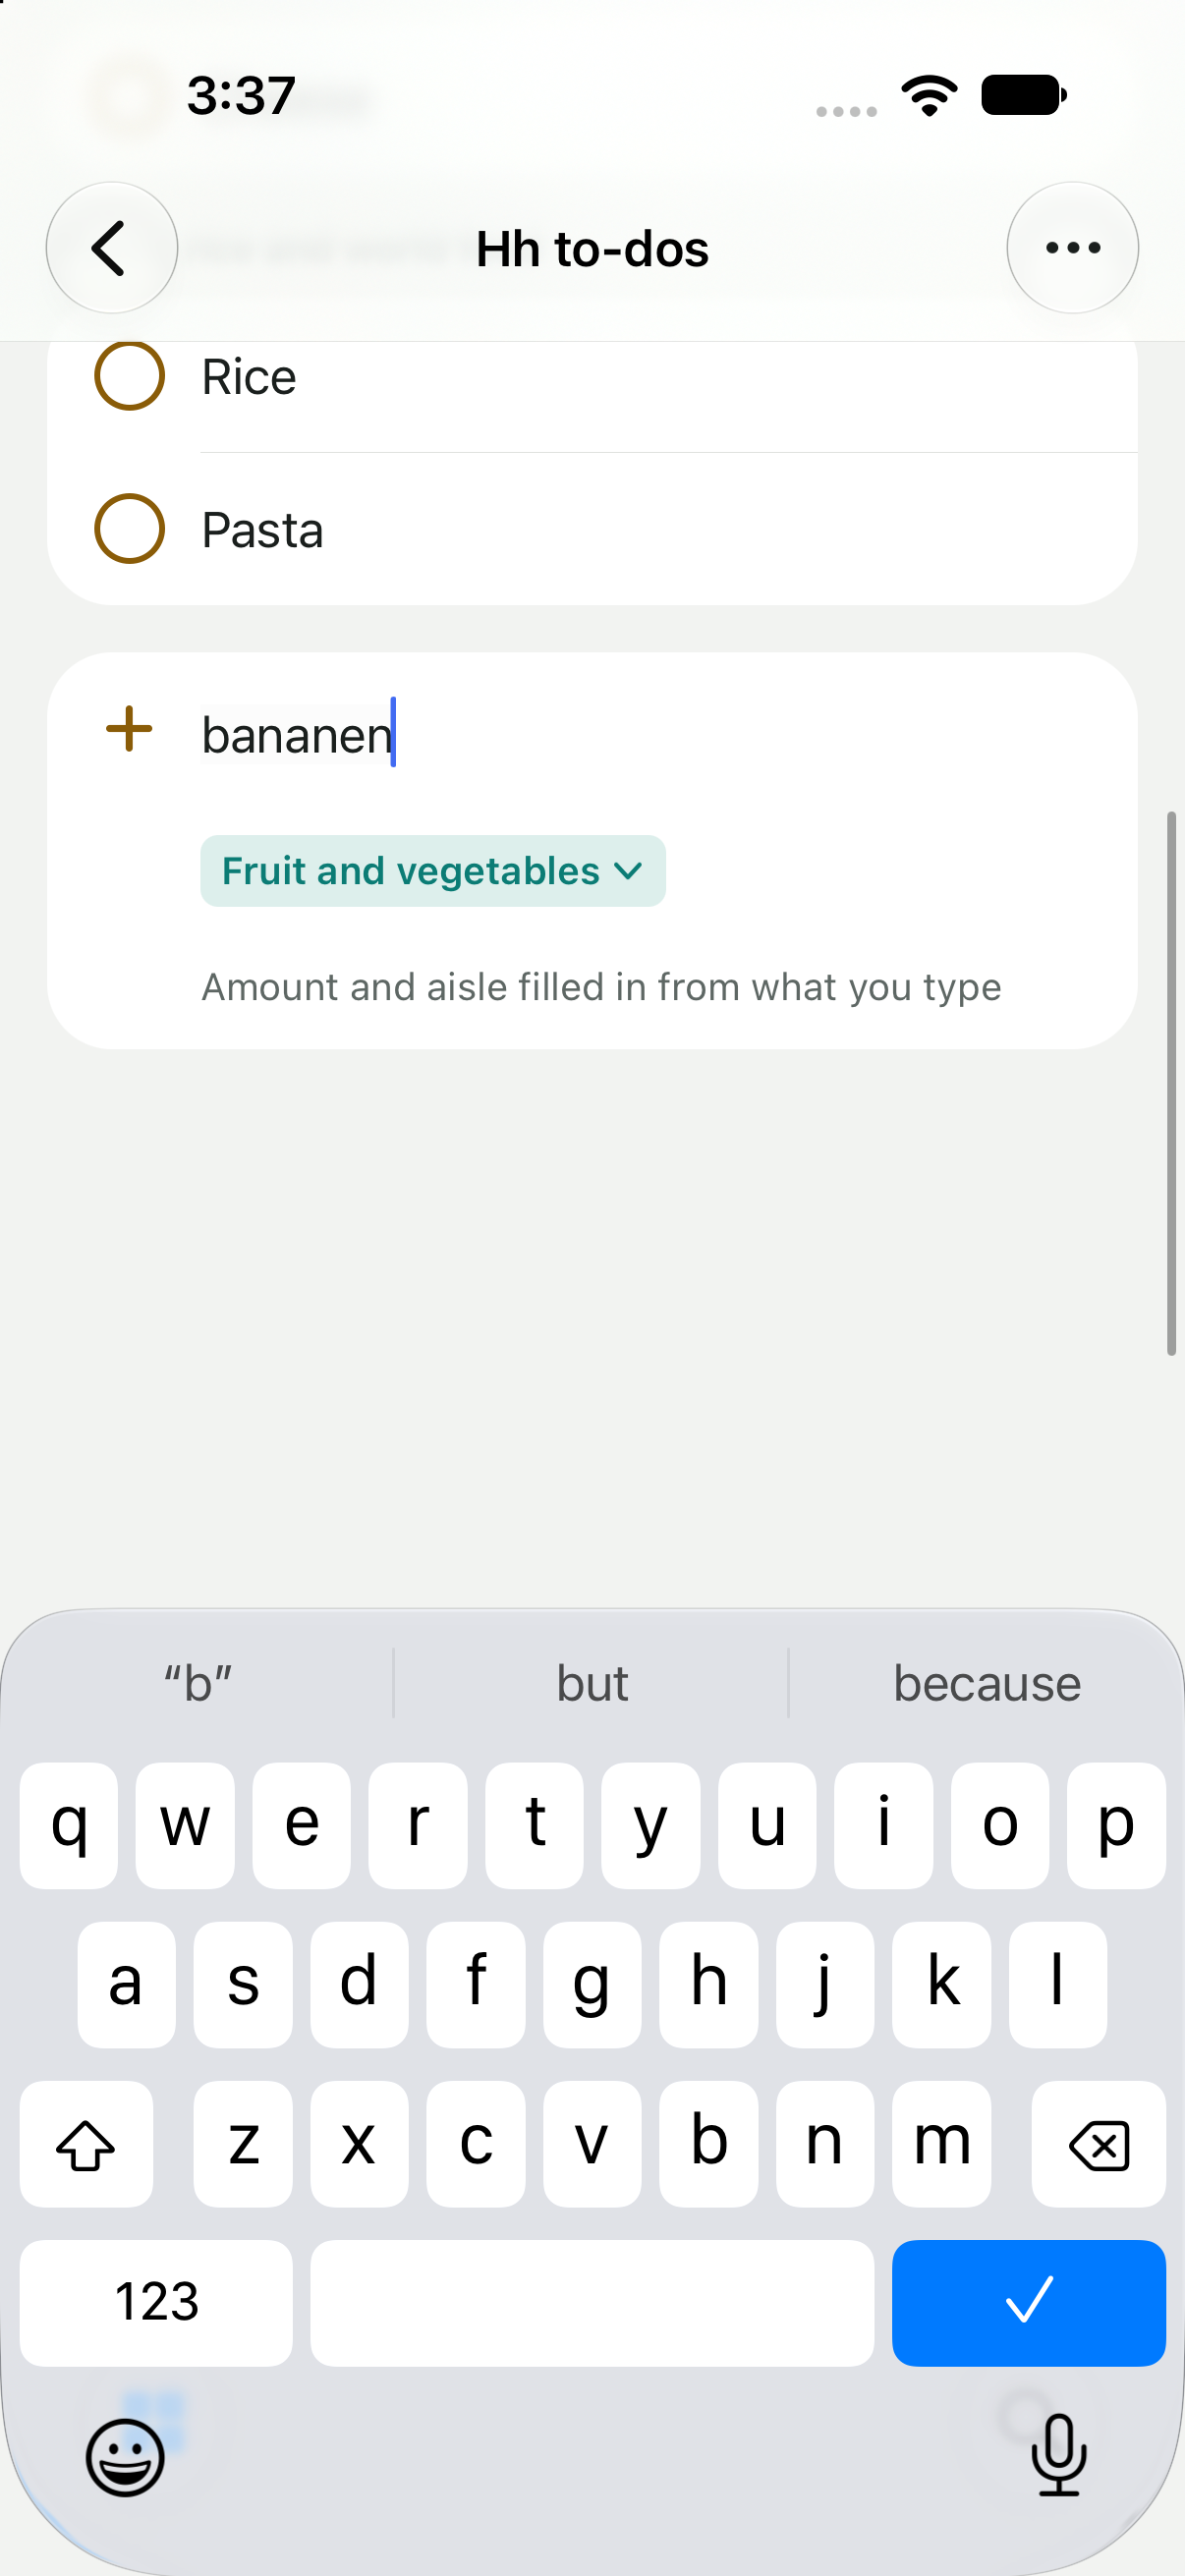 3:37
Hh to-dos
Rice
Pasta
bananen
Fruit and vegetables
Amount and aisle filled in from what you type
“b” but because
q w e r t y u i o p
a s d f g h j k l
z x c v b n m
123